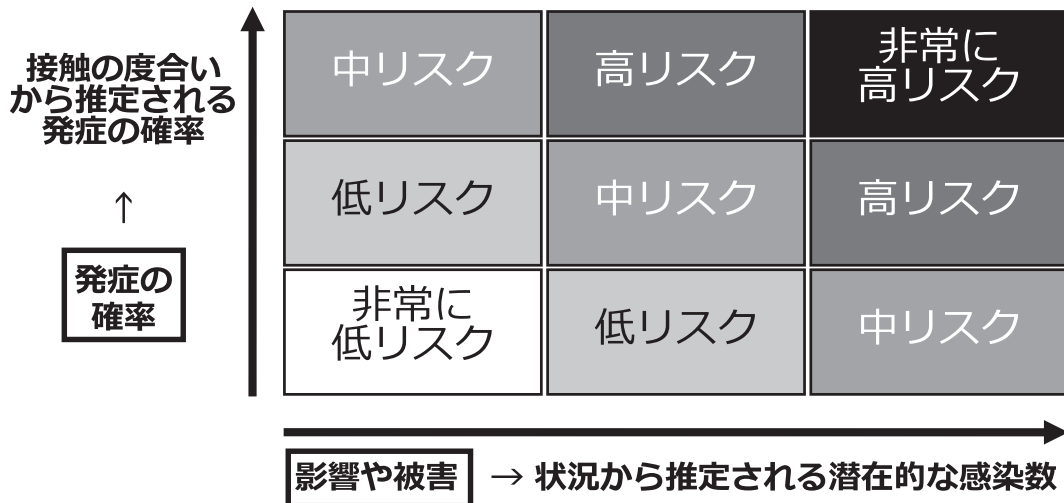 接触の度合い
から推定される
発症の確率
↑
発症の
確率
中リスク
高リスク
非常に
高リスク
低リスク
中リスク
高リスク
非常に
低リスク
低リスク
中リスク
影響や被害 → 状況から推定される潜在的な感染数